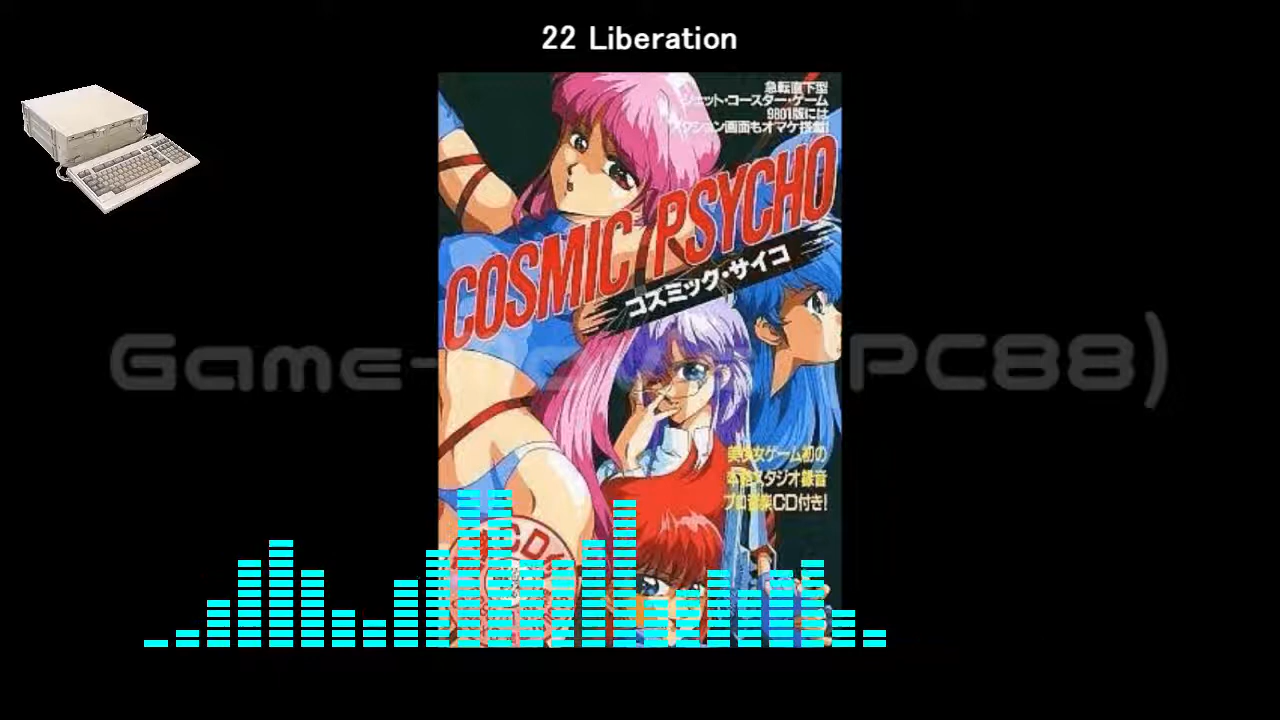 22 Liberation
急転直下型
ジェット・コースター・ゲーム
9801版には
アクション画面もオマケ搭載!
COSMIC PSYCHO
コズミック・サイコ
Game- PC88)
美少女ゲーム初の
本格スタジオ録音
プロ音楽CD付き!
CD